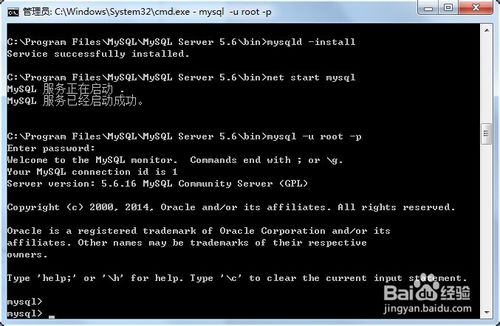 管理员: C:\Windows\System32\cmd.exe - mysql  -u root -p
C:\Program Files\MySQL\MySQL Server 5.6\bin>mysqld -install
Service successfully installed.
C:\Program Files\MySQL\MySQL Server 5.6\bin>net start mysql
MySQL 服务正在启动 .
MySQL 服务已经启动成功。
C:\Program Files\MySQL\MySQL Server 5.6\bin>mysql -u root -p
Enter password:
Welcome to the MySQL monitor.  Commands end with ; or \g.
Your MySQL connection id is 1
Server version: 5.6.16 MySQL Community Server (GPL)
Copyright (c) 2000, 2014, Oracle and/or its affiliates. All rights reserved.
Oracle is a registered trademark of Oracle Corporation and/or its
affiliates. Other names may be trademarks of their respective
owners.
Type 'help;' or '\h' for help. Type '\c' to clear the current input statement.
mysql>
mysql>
Bai du 经验
jingyan.baidu.com